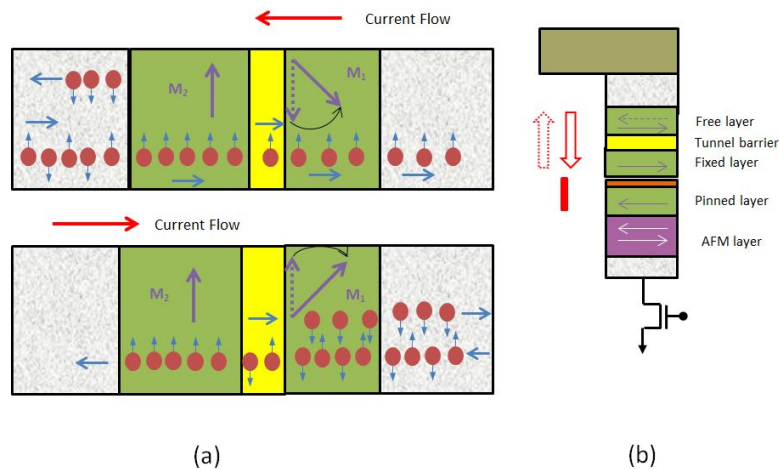 Current Flow
M2
M1
Current Flow
M2
M1
(a)
Free layer
Tunnel barrier
Fixed layer
Pinned layer
AFM layer
(b)